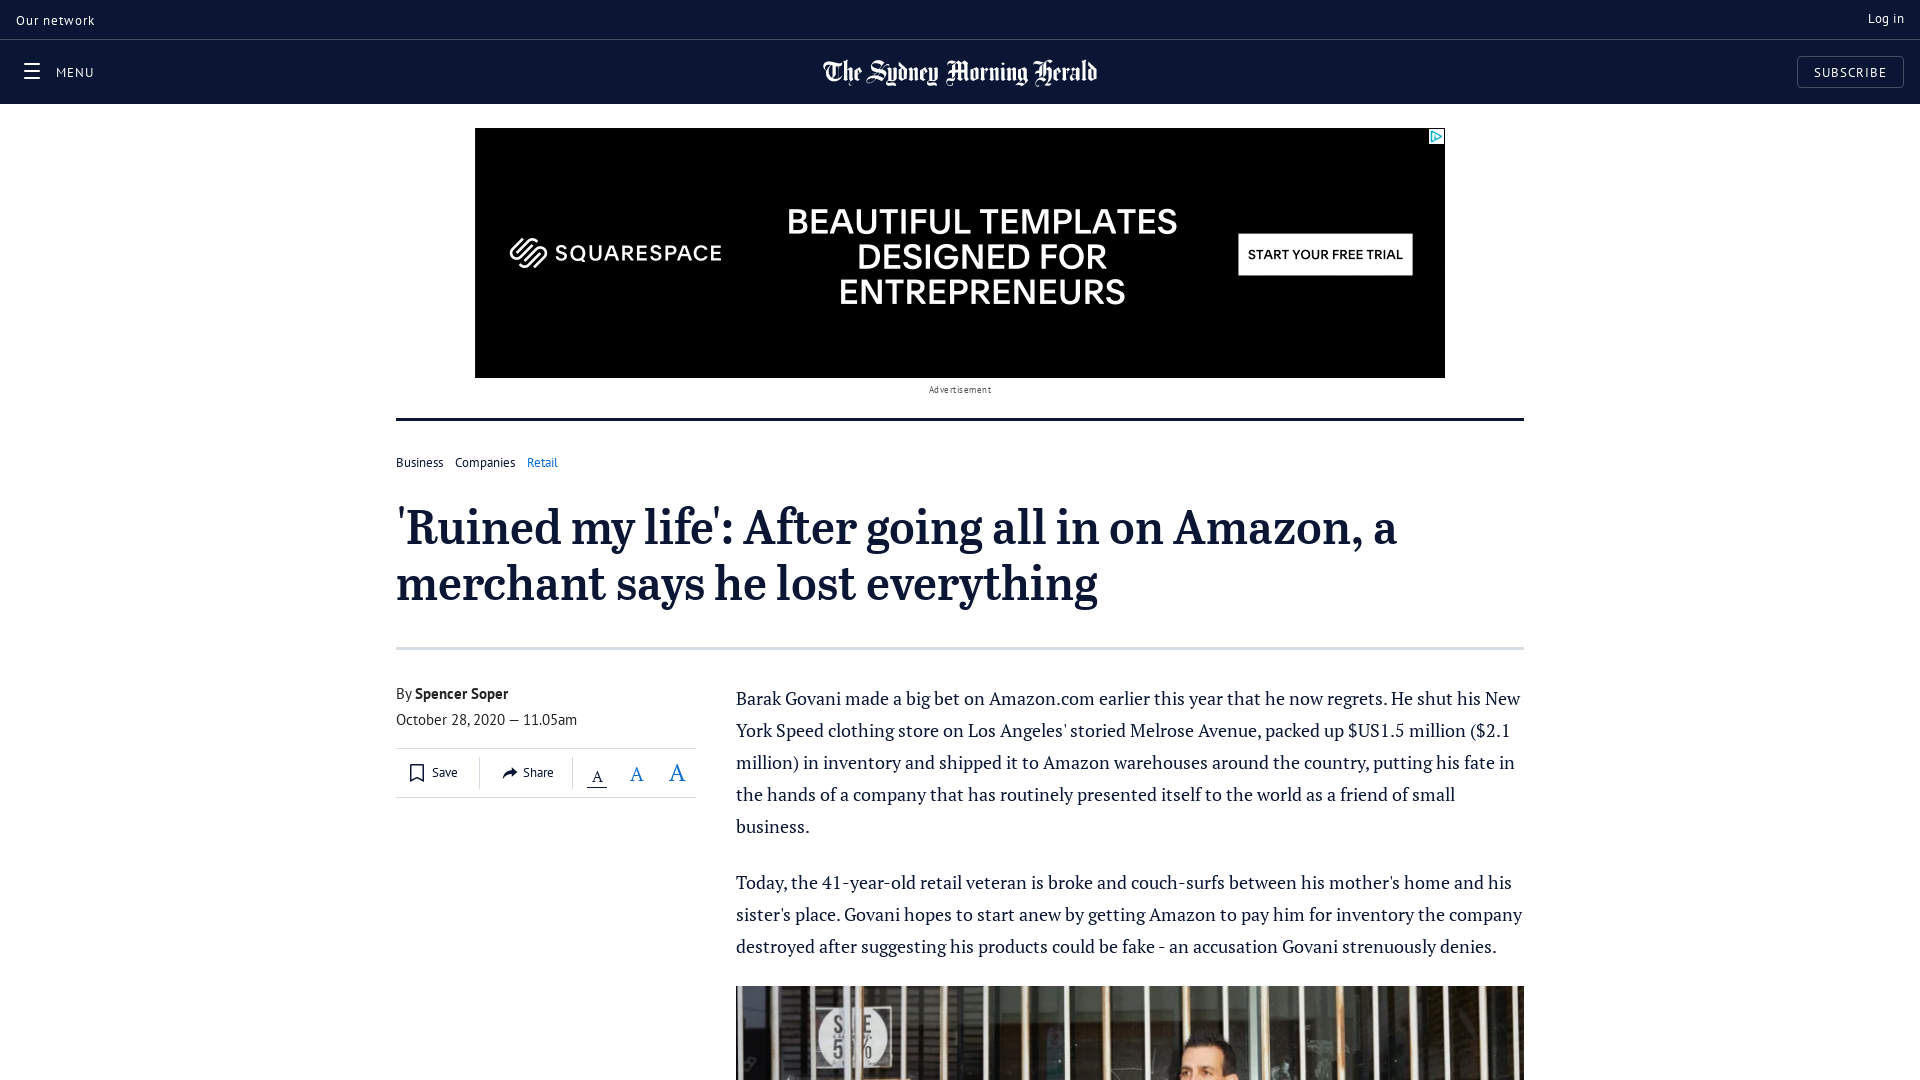 Our network
Log in
MENU
The Sydney Morning Herald
SUBSCRIBE
SQUARESPACE
BEAUTIFUL TEMPLATES
DESIGNED FOR
ENTREPRENEURS
START YOUR FREE TRIAL
Advertisement
Business Companies Retail
'Ruined my life': After going all in on Amazon, a
merchant says he lost everything
By Spencer Soper
October 28, 2020 — 11.05am
Save
Share
A A A
Barak Govani made a big bet on Amazon.com earlier this year that he now regrets. He shut his New
York Speed clothing store on Los Angeles' storied Melrose Avenue, packed up $US1.5 million ($2.1
million) in inventory and shipped it to Amazon warehouses around the country, putting his fate in
the hands of a company that has routinely presented itself to the world as a friend of small
business.
Today, the 41-year-old retail veteran is broke and couch-surfs between his mother's home and his
sister's place. Govani hopes to start anew by getting Amazon to pay him for inventory the company
destroyed after suggesting his products could be fake - an accusation Govani strenuously denies.